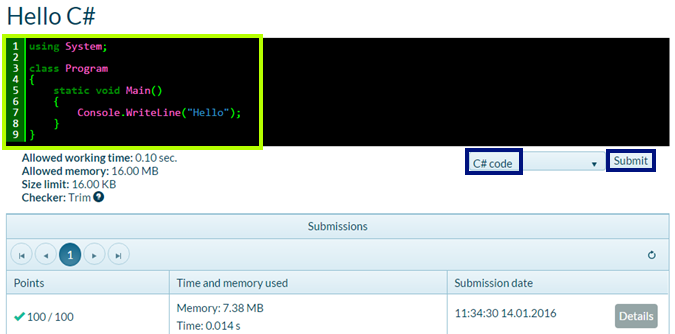 Hello C#
1 using System;
2
3 class Program
4 {
5 static void Main()
6 {
7 Console.WriteLine("Hello");
8 }
9 }
Allowed working time: 0.10 sec.
Allowed memory: 16.00 MB
Size limit: 16.00 KB
Checker: Trim ?
C# code
Submit
Submissions
1
Points Time and memory used Submission date
100 / 100
Memory: 7.38 MB
Time: 0.014 s
11:34:30 14.01.2016
Details